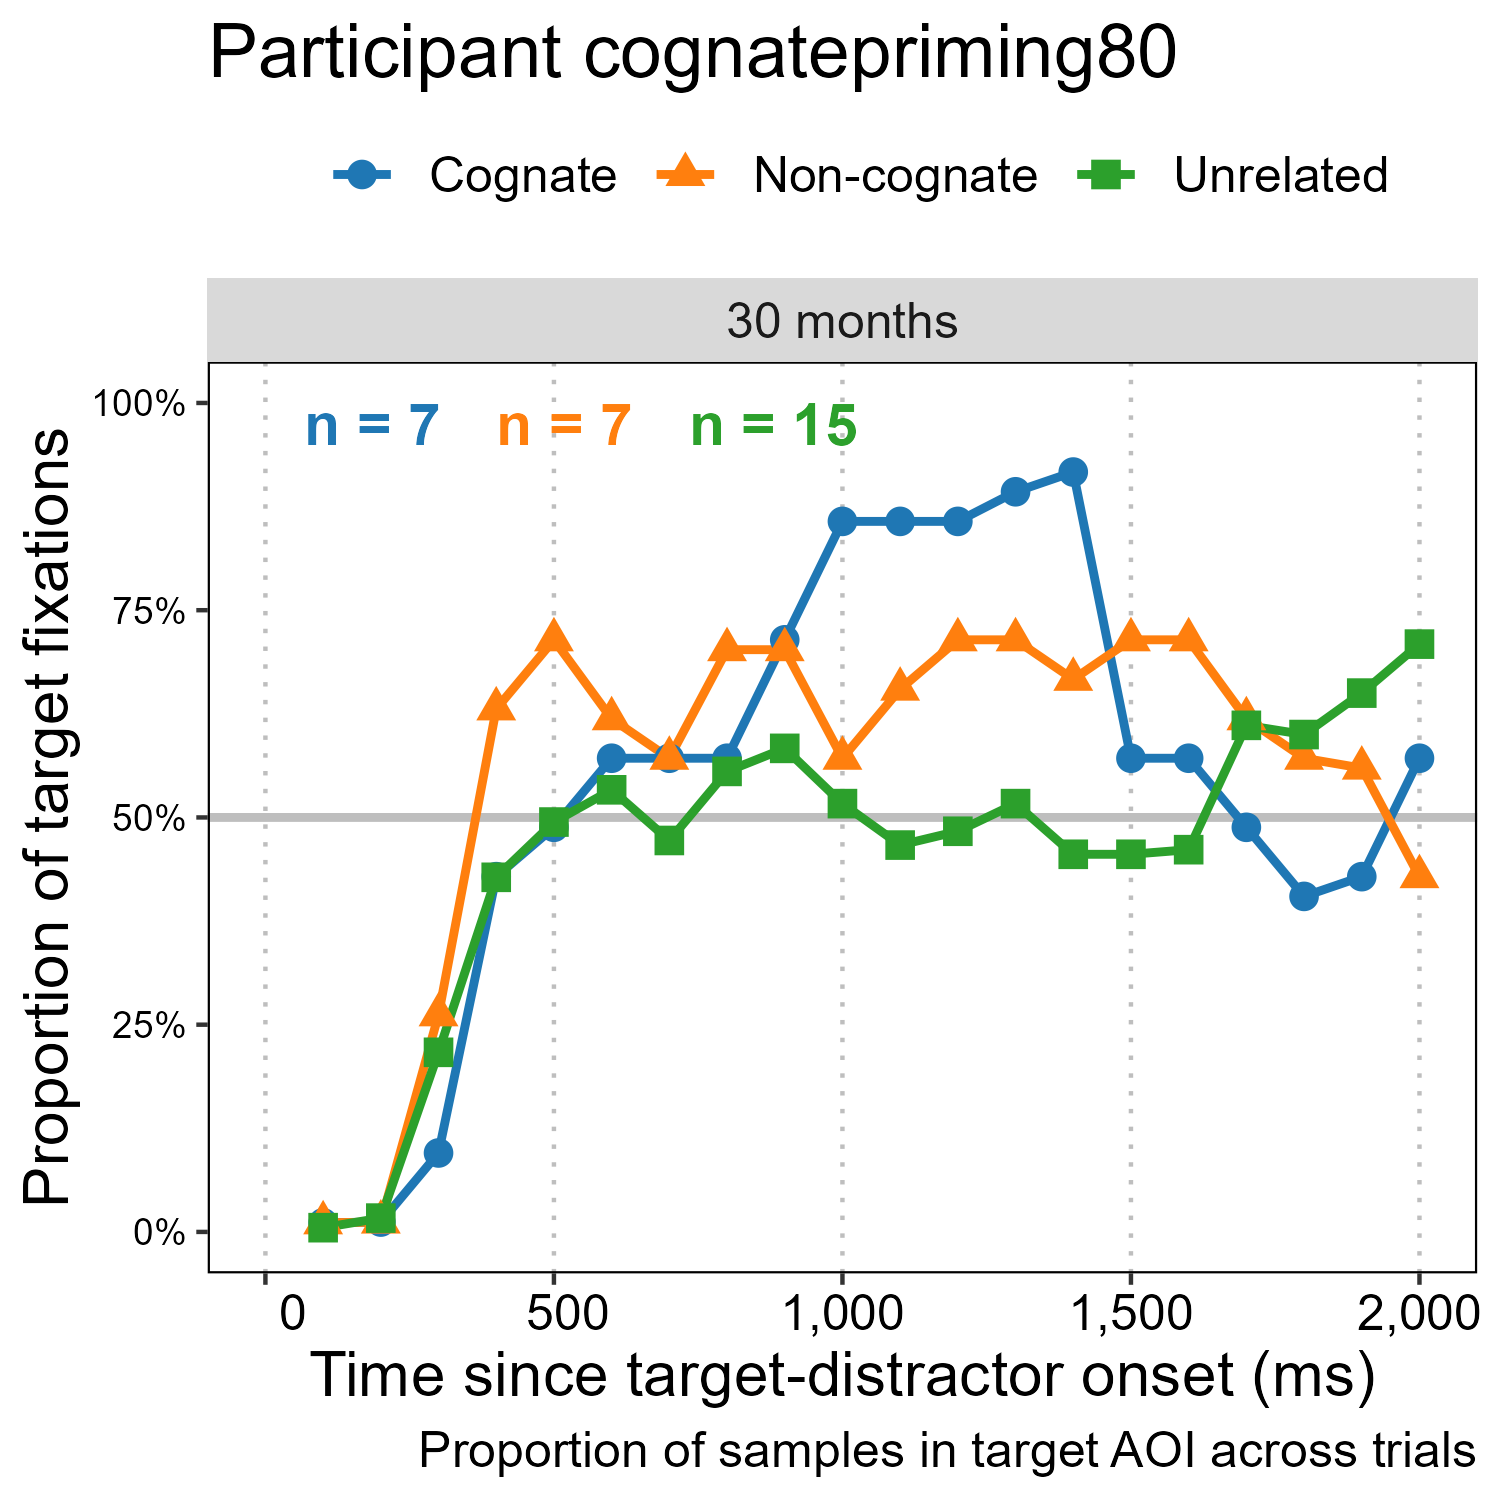 Participant cognatepriming80
Cognate Non-cognate Unrelated
30 months
n = 7 n = 7 n = 15
100%
75%
50%
25%
0%
Proportion of target fixations
0 500 1,000 1,500 2,000
Time since target-distractor onset (ms)
Proportion of samples in target AOI across trials